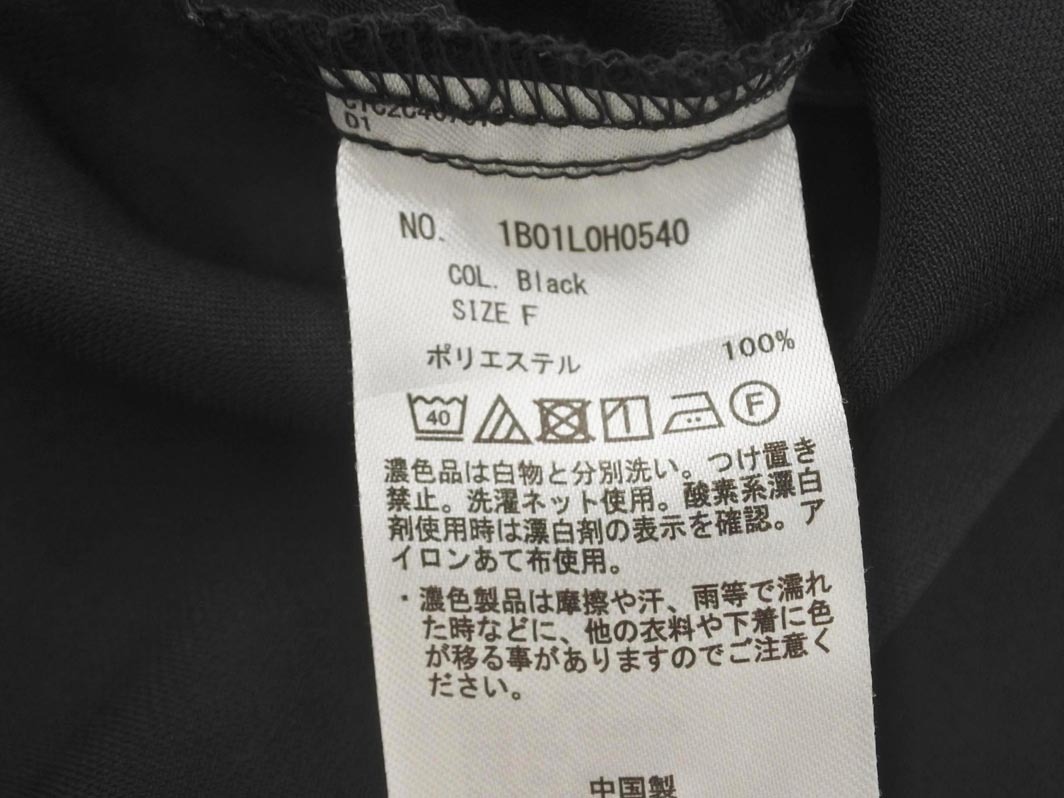 D1
NO. 1B01L0H0540
COL. Black
SIZE F
ポリエステル 100%
40 F
濃色品は白物と分別洗い。つけ置き
禁止。洗濯ネット使用。酸素系漂白
剤使用時は漂白剤の表示を確認。ア
イロンあて布使用。
・濃色製品は摩擦や汗、雨等で濡れ
た時などに、他の衣料や下着に色
が移る事がありますのでご注意く
ださい。
中国製